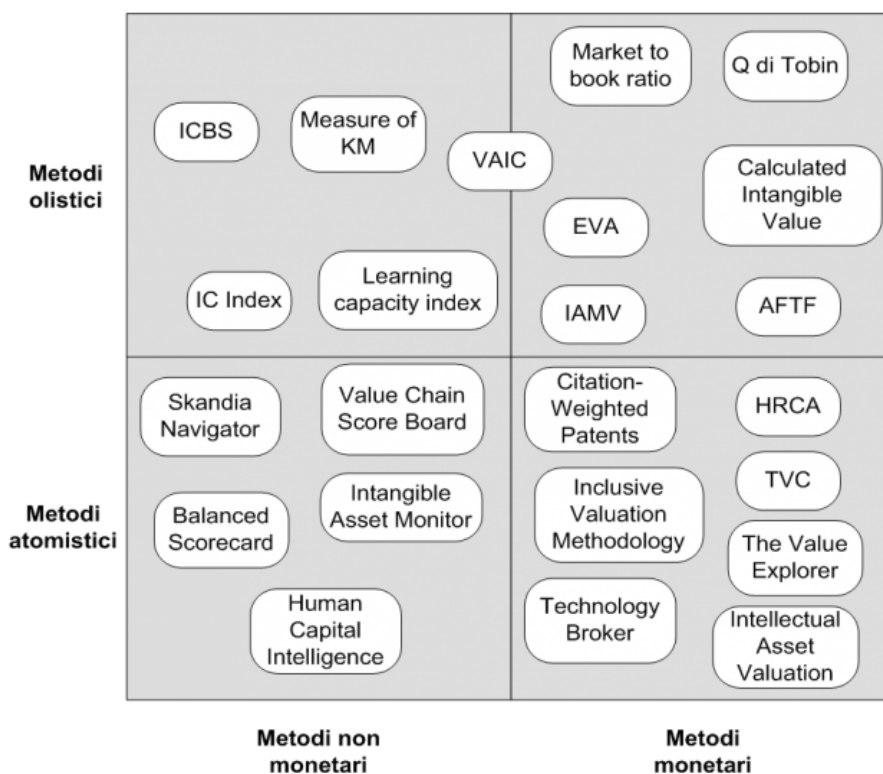 Market to
book ratio
Q di Tobin
ICBS
Measure of
KM
VAIC
Metodi
olistici
Calculated
Intangible
Value
EVA
IC Index
Learning
capacity index
IAMV
AFTF
Skandia
Navigator
Value Chain
Score Board
Citation-
Weighted
Patents
HRCA
Metodi
atomistici
Balanced
Scorecard
Intangible
Asset Monitor
Inclusive
Valuation
Methodology
TVC
The Value
Explorer
Human
Capital
Intelligence
Technology
Broker
Intellectual
Asset
Valuation
Metodi non
monetari
Metodi
monetari